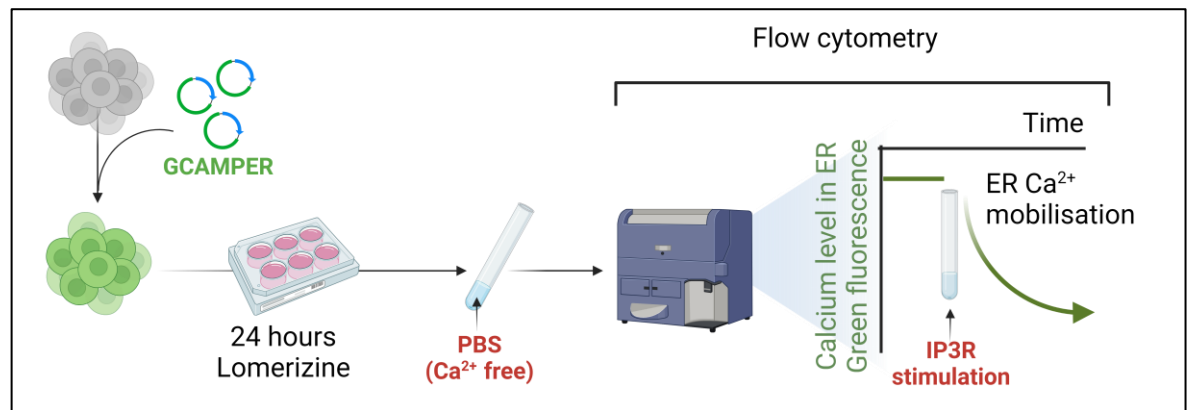 Flow cytometry
GCAMPER
24 hours
Lomerizine
PBS
(Ca²⁺ free)
Calcium level in ER
Green fluorescence
Time
ER Ca²⁺
mobilisation
IP3R
stimulation